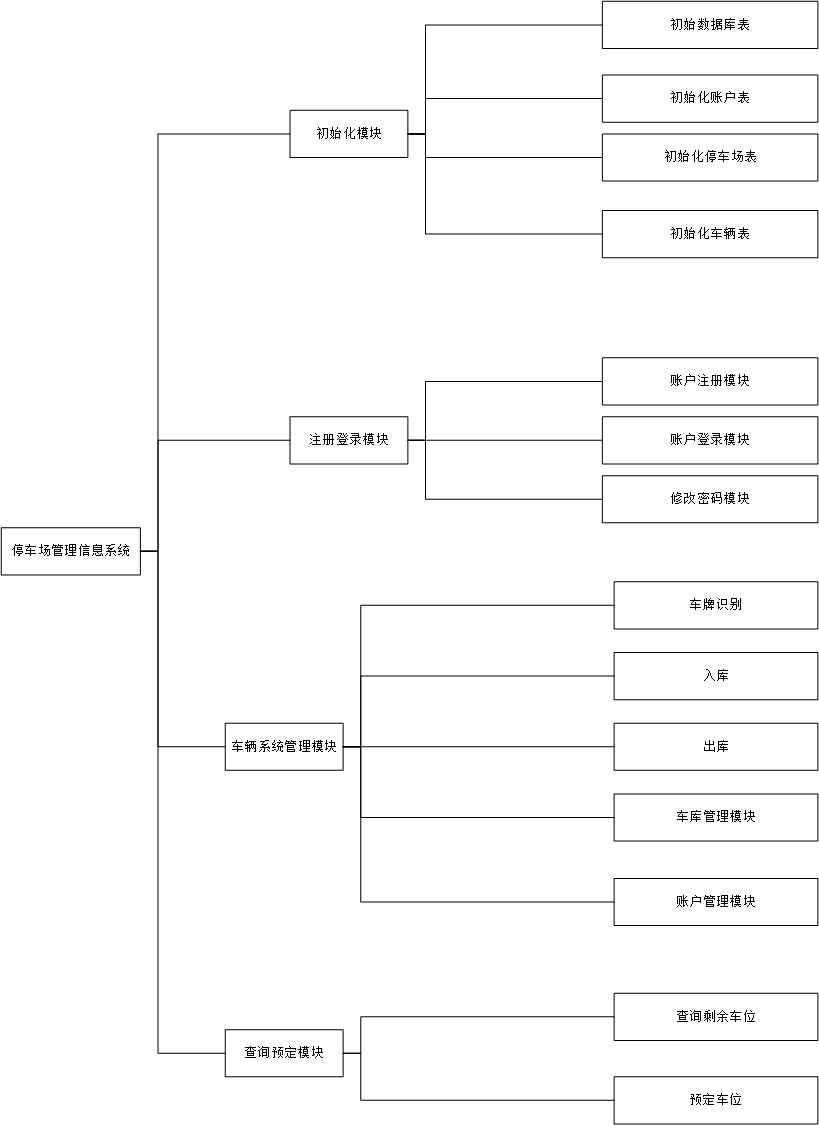 初始数据库表
初始化账户表
初始化模块
初始化停车场表
初始化车辆表
账户注册模块
注册登录模块
账户登录模块
修改密码模块
停车场管理信息系统
车牌识别
入库
车辆系统管理模块
出库
车库管理模块
账户管理模块
查询剩余车位
查询预定模块
预定车位